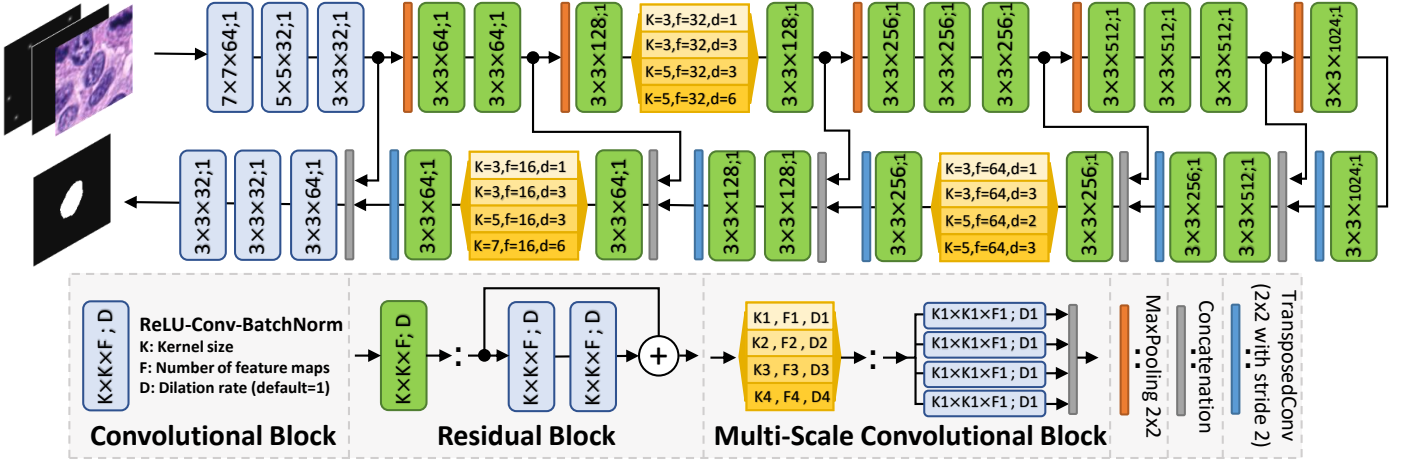 7×7×64;1
5×5×32;1
3×3×32;1
3×3×64;1
3×3×64;1
3×3×128;1
K=3,f=32,d=1
K=3,f=32,d=3
K=5,f=32,d=3
K=5,f=32,d=6
3×3×128;1
3×3×256;1
3×3×256;1
3×3×256;1
3×3×512;1
3×3×512;1
3×3×512;1
3×3×1024;1
3×3×32;1
3×3×32;1
3×3×64;1
3×3×64;1
K=3,f=16,d=1
K=3,f=16,d=3
K=5,f=16,d=3
K=7,f=16,d=6
3×3×64;1
3×3×128;1
3×3×128;1
3×3×256;1
K=3,f=64,d=1
K=3,f=64,d=3
K=5,f=64,d=2
K=5,f=64,d=3
3×3×256;1
3×3×256;1
3×3×512;1
3×3×1024;1
K×K×F; D
ReLU-Conv-BatchNorm
K: Kernel size
F: Number of feature maps
D: Dilation rate (default=1)
Convolutional Block
K×K×F; D
:
K×K×F; D
K×K×F; D
+
Residual Block
K1, F1, D1
K2, F2, D2
K3, F3, D3
K4, F4, D4
:
K1×K1×F1; D1
K1×K1×F1; D1
K1×K1×F1; D1
K1×K1×F1; D1
Multi-Scale Convolutional Block
:
MaxPooling 2x2
:
Concatenation
:
TransposedConv
(2x2 with stride 2)